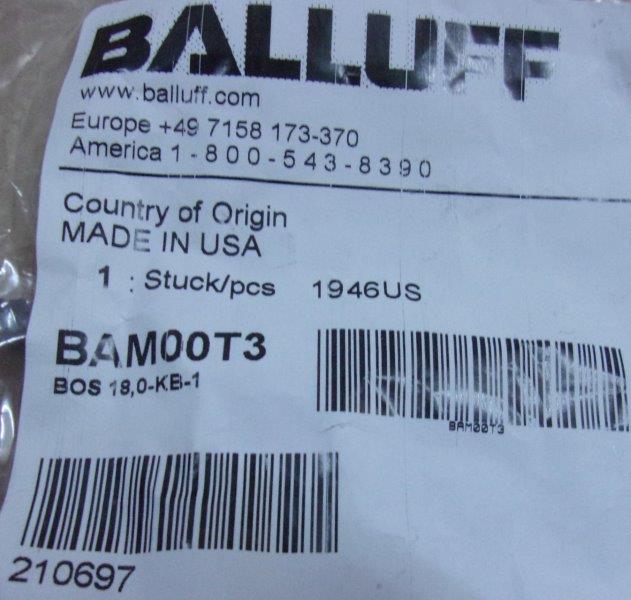 BALLUFF
www.balluff.com
Europe +49 7158 173-370
America 1-800-543-8390
Country of Origin
MADE IN USA
1 : Stuck/pcs 1946US
BAM00T3
BOS 18,0-KB-1
BAM00T3
210697